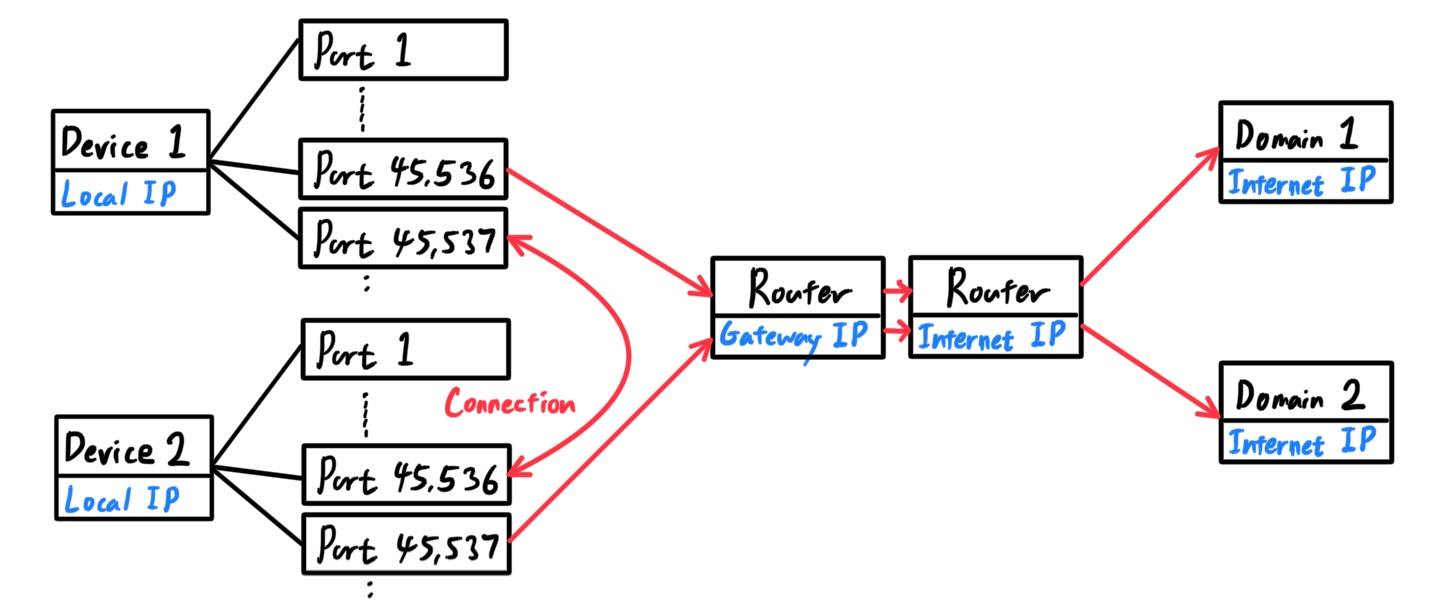 Port 1
Device 1
Local IP
Port 45.536
Port 45,537
Domain 1
Internet IP
Router
Gateway IP
Router
Internet IP
Port 1
Connection
Device 2
Local IP
Port 45.536
Port 45,537
Domain 2
Internet IP